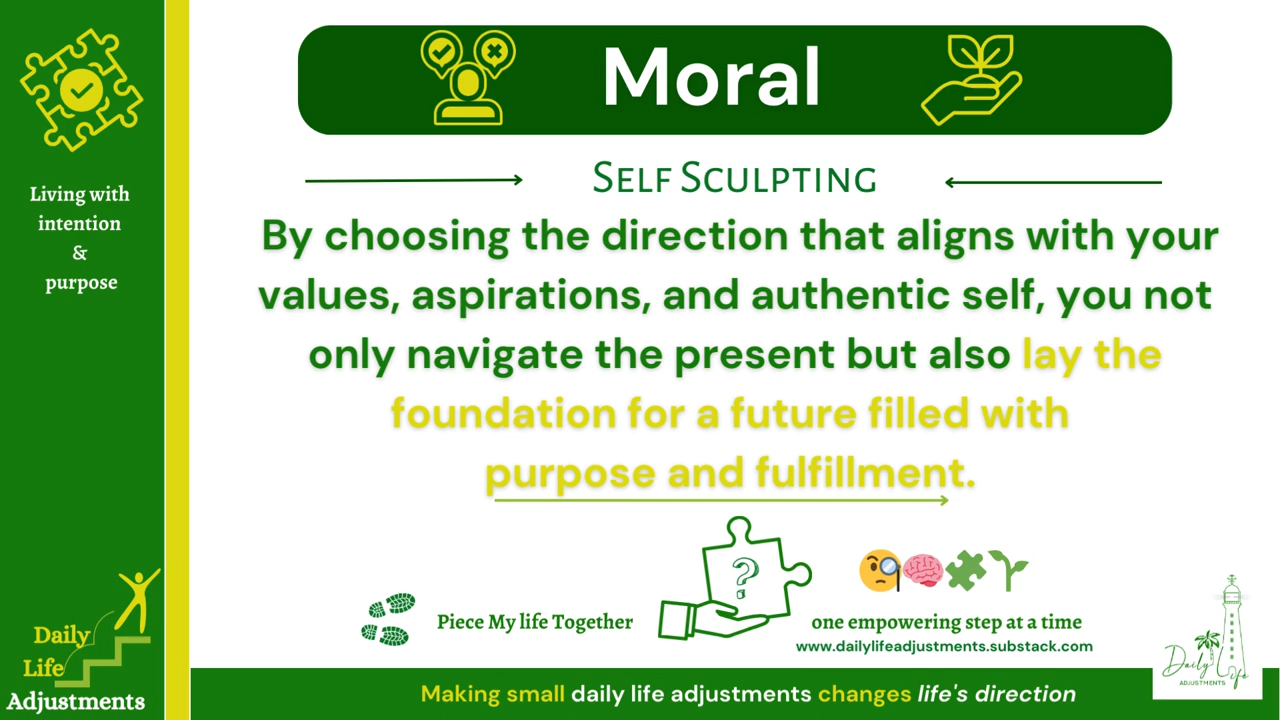 Moral
SELF SCULPTING
By choosing the direction that aligns with your
values, aspirations, and authentic self, you not
only navigate the present but also lay the
foundation for a future filled with
purpose and fulfillment.
Living with
intention
&
purpose
?
Piece My life Together
one empowering step at a time
www.dailylifeadjustments.substack.com
Daily
Life
Adjustments
Making small daily life adjustments changes life's direction
Daily Life
ADJUSTMENTS